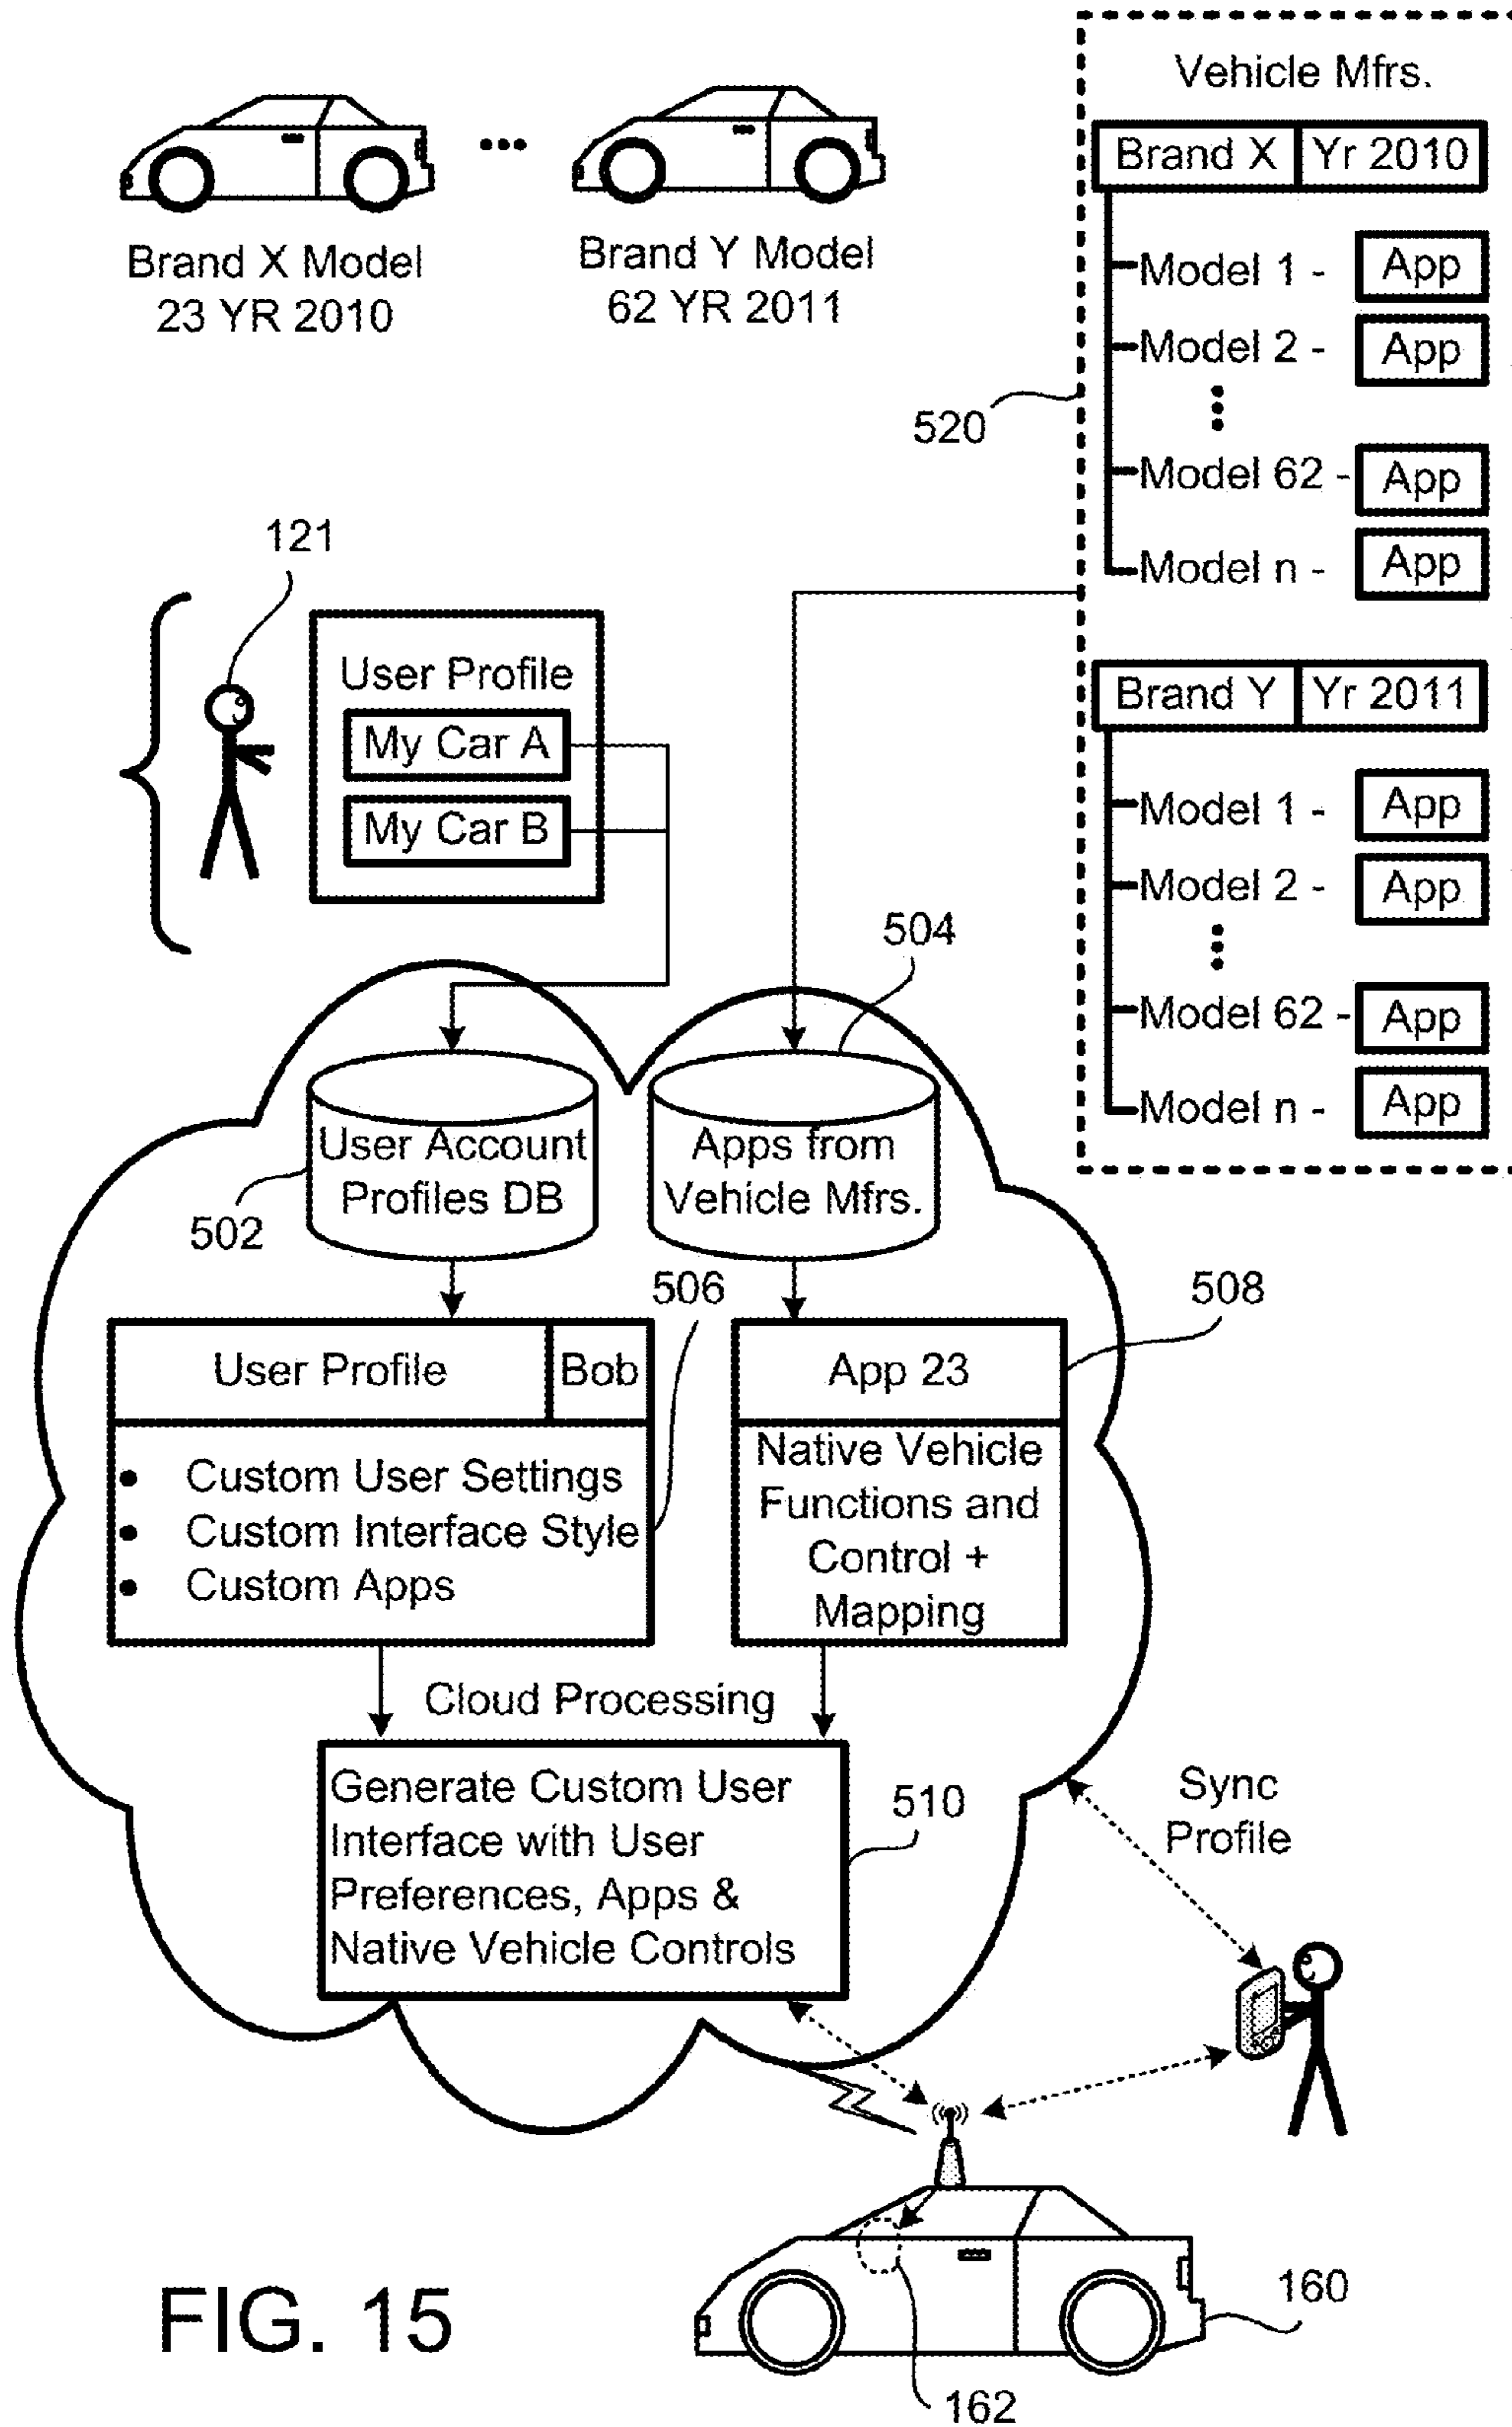 Vehicle Mfrs.
Brand X Yr 2010
Model 1 - App
Model 2 - App
Model 62 - App
Model n - App
Brand Y Yr 2011
Model 1 - App
Model 2 - App
Model 62 - App
Model n - App
520
Brand X Model
23 YR 2010
...
Brand Y Model
62 YR 2011
121
User Profile
My Car A
My Car B
504
User Account
Profiles DB
502
Apps from
Vehicle Mfrs.
506
508
User Profile Bob
• Custom User Settings
• Custom Interface Style
• Custom Apps
App 23
Native Vehicle
Functions and
Control +
Mapping
Cloud Processing
Generate Custom User
Interface with User
Preferences, Apps &
Native Vehicle Controls
510
Sync
Profile
160
162
FIG. 15